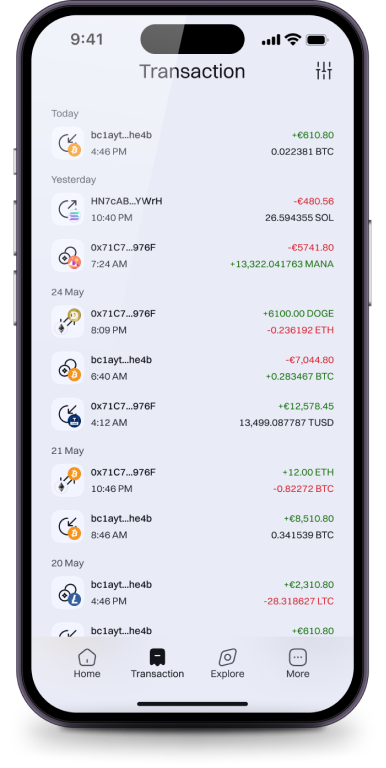 9:41
Transaction
Today
bc1ayt...he4b +€610.80
4:46 PM 0.022381 BTC
Yesterday
HN7cAB...YWrH -€480.56
10:40 PM 26.594355 SOL
0x71C7...976F -€5741.80
7:24 AM +13,322.041763 MANA
24 May
0x71C7...976F +6100.00 DOGE
8:09 PM -0.236192 ETH
bc1ayt...he4b -€7,044.80
6:40 AM +0.283467 BTC
0x71C7...976F +€12,578.45
4:12 AM 13,499.087787 TUSD
21 May
0x71C7...976F +12.00 ETH
10:46 PM -0.82272 BTC
bc1ayt...he4b +€8,510.80
8:46 AM 0.341539 BTC
20 May
bc1ayt...he4b +€2,310.80
4:46 PM -28.318627 LTC
bc1ayt...he4b +€610.80
Home Transaction Explore More